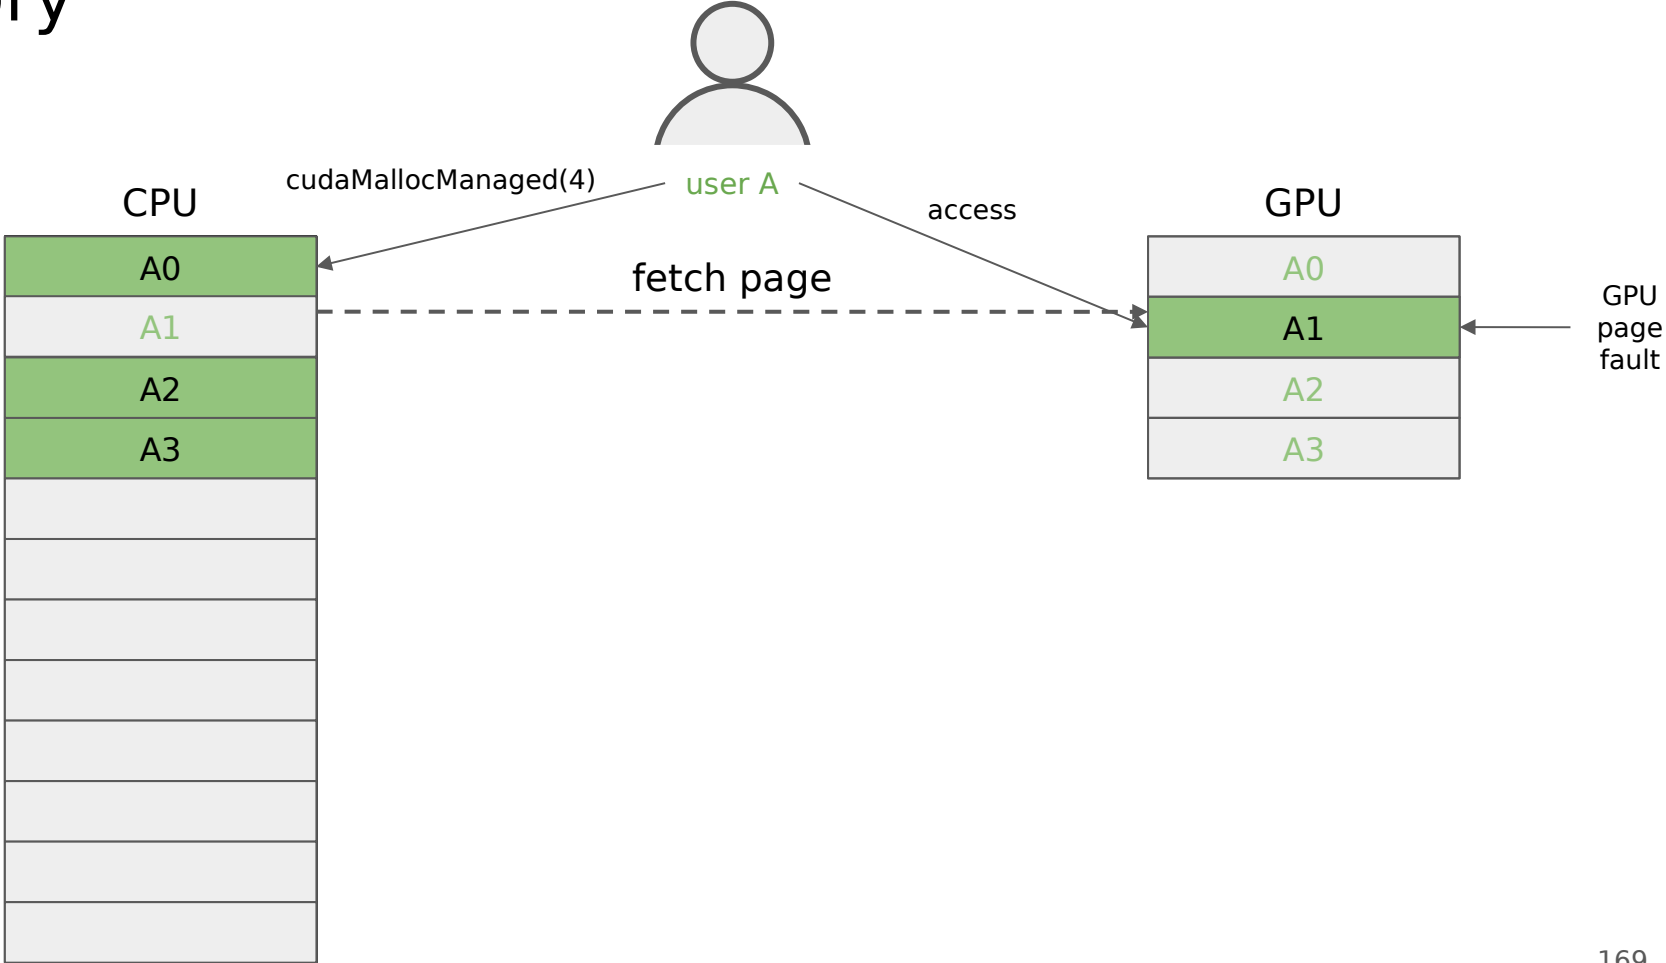 cudaMallocManaged(4)
user A
access
CPU
GPU
fetch page
A0
A1
A2
A3
A0
A1
A2
A3
GPU
page
fault
169